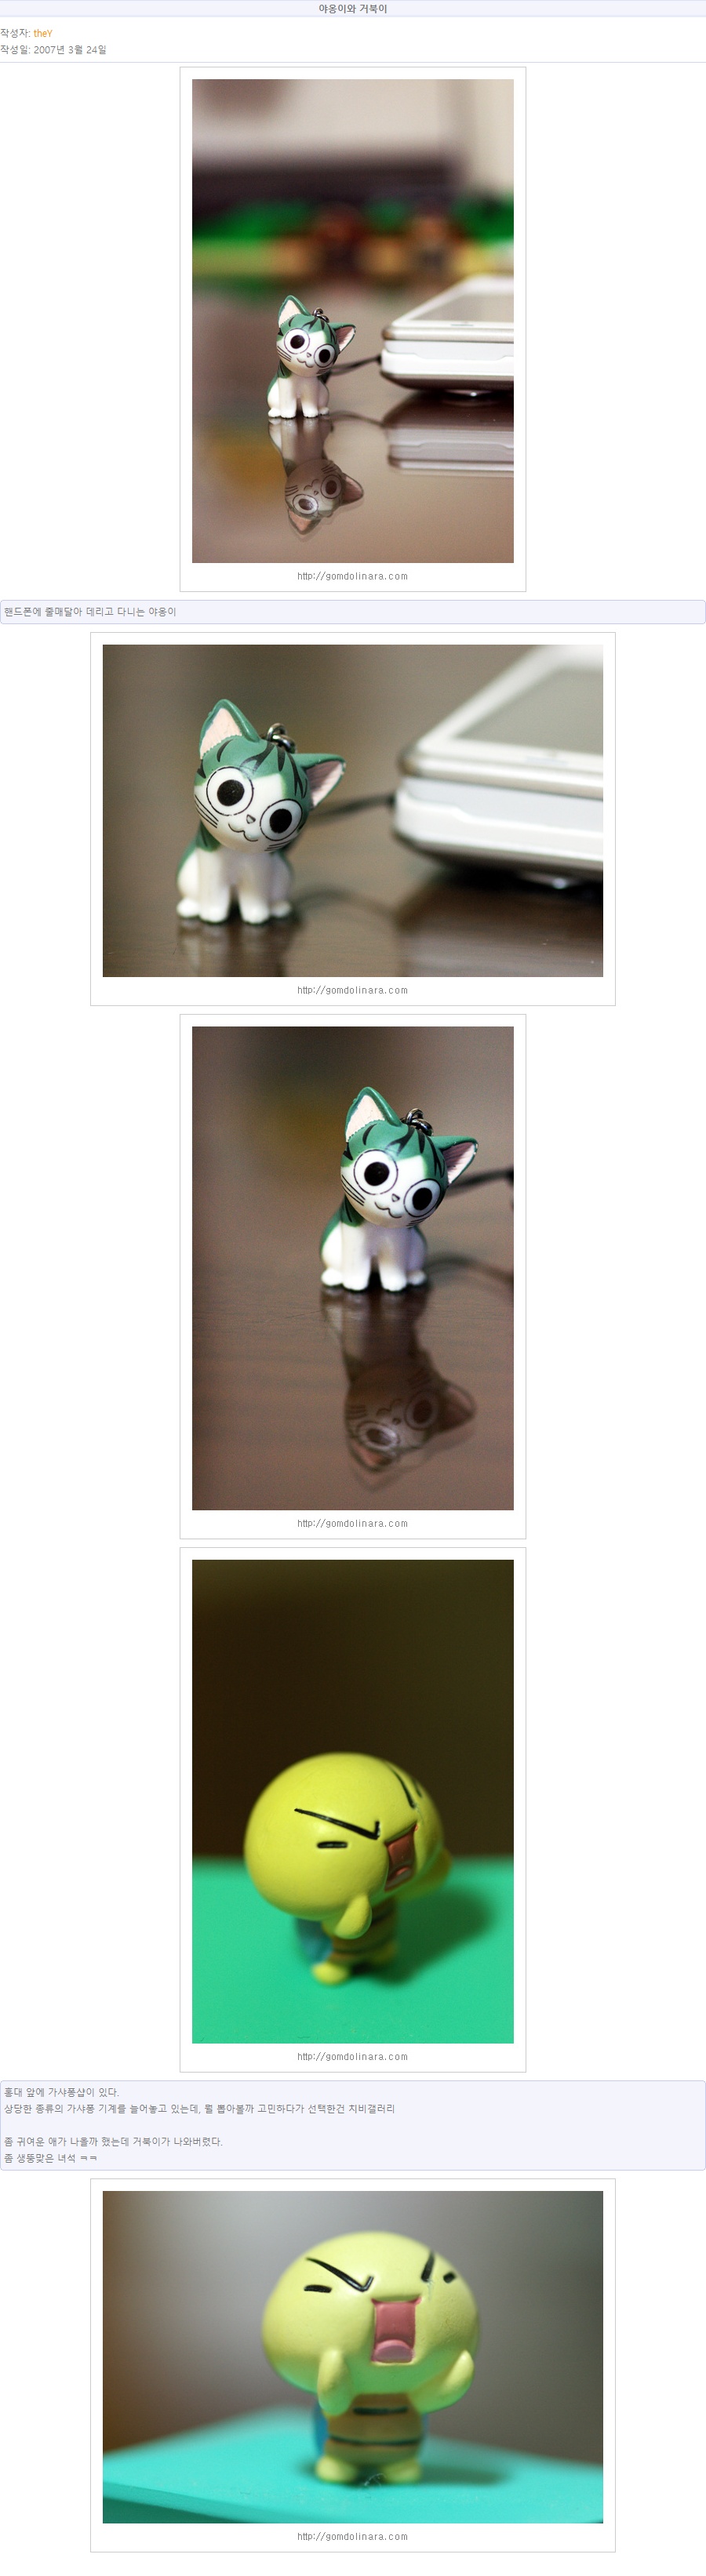 야옹이와 거북이
작성자: theY
작성일: 2007년 3월 24일
http://gomdolinara.com
핸드폰에 줄매달아 데리고 다니는 야옹이
http://gomdolinara.com
http://gomdolinara.com
http://gomdolinara.com
홍대 앞에 가샤퐁샵이 있다.
상당한 종류의 가샤퐁 기계를 늘어놓고 있는데, 뭘 뽑아볼까 고민하다가 선택한건 치비갤러리
좀 귀여운 애가 나올까 했는데 거북이가 나와버렸다.
좀 생뚱맞은 녀석 ㅋㅋ
http://gomdolinara.com